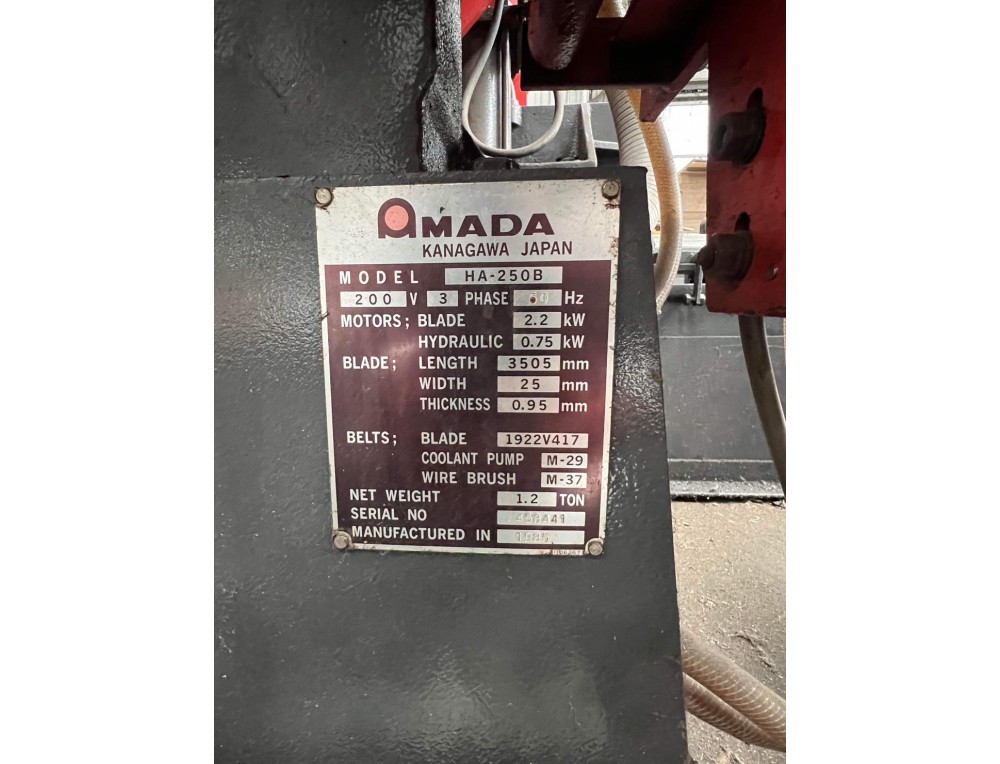 AMADA
KANAGAWA JAPAN
MODEL HA-250B
200 V 3 PHASE Hz
MOTORS; BLADE 2.2 kW
HYDRAULIC 0.75 kW
BLADE; LENGTH 3505 mm
WIDTH 25 mm
THICKNESS 0.95 mm
BELTS; BLADE 1922V417
COOLANT PUMP M-29
WIRE BRUSH M-37
NET WEIGHT 1.2 TON
SERIAL NO
MANUFACTURED IN 1985